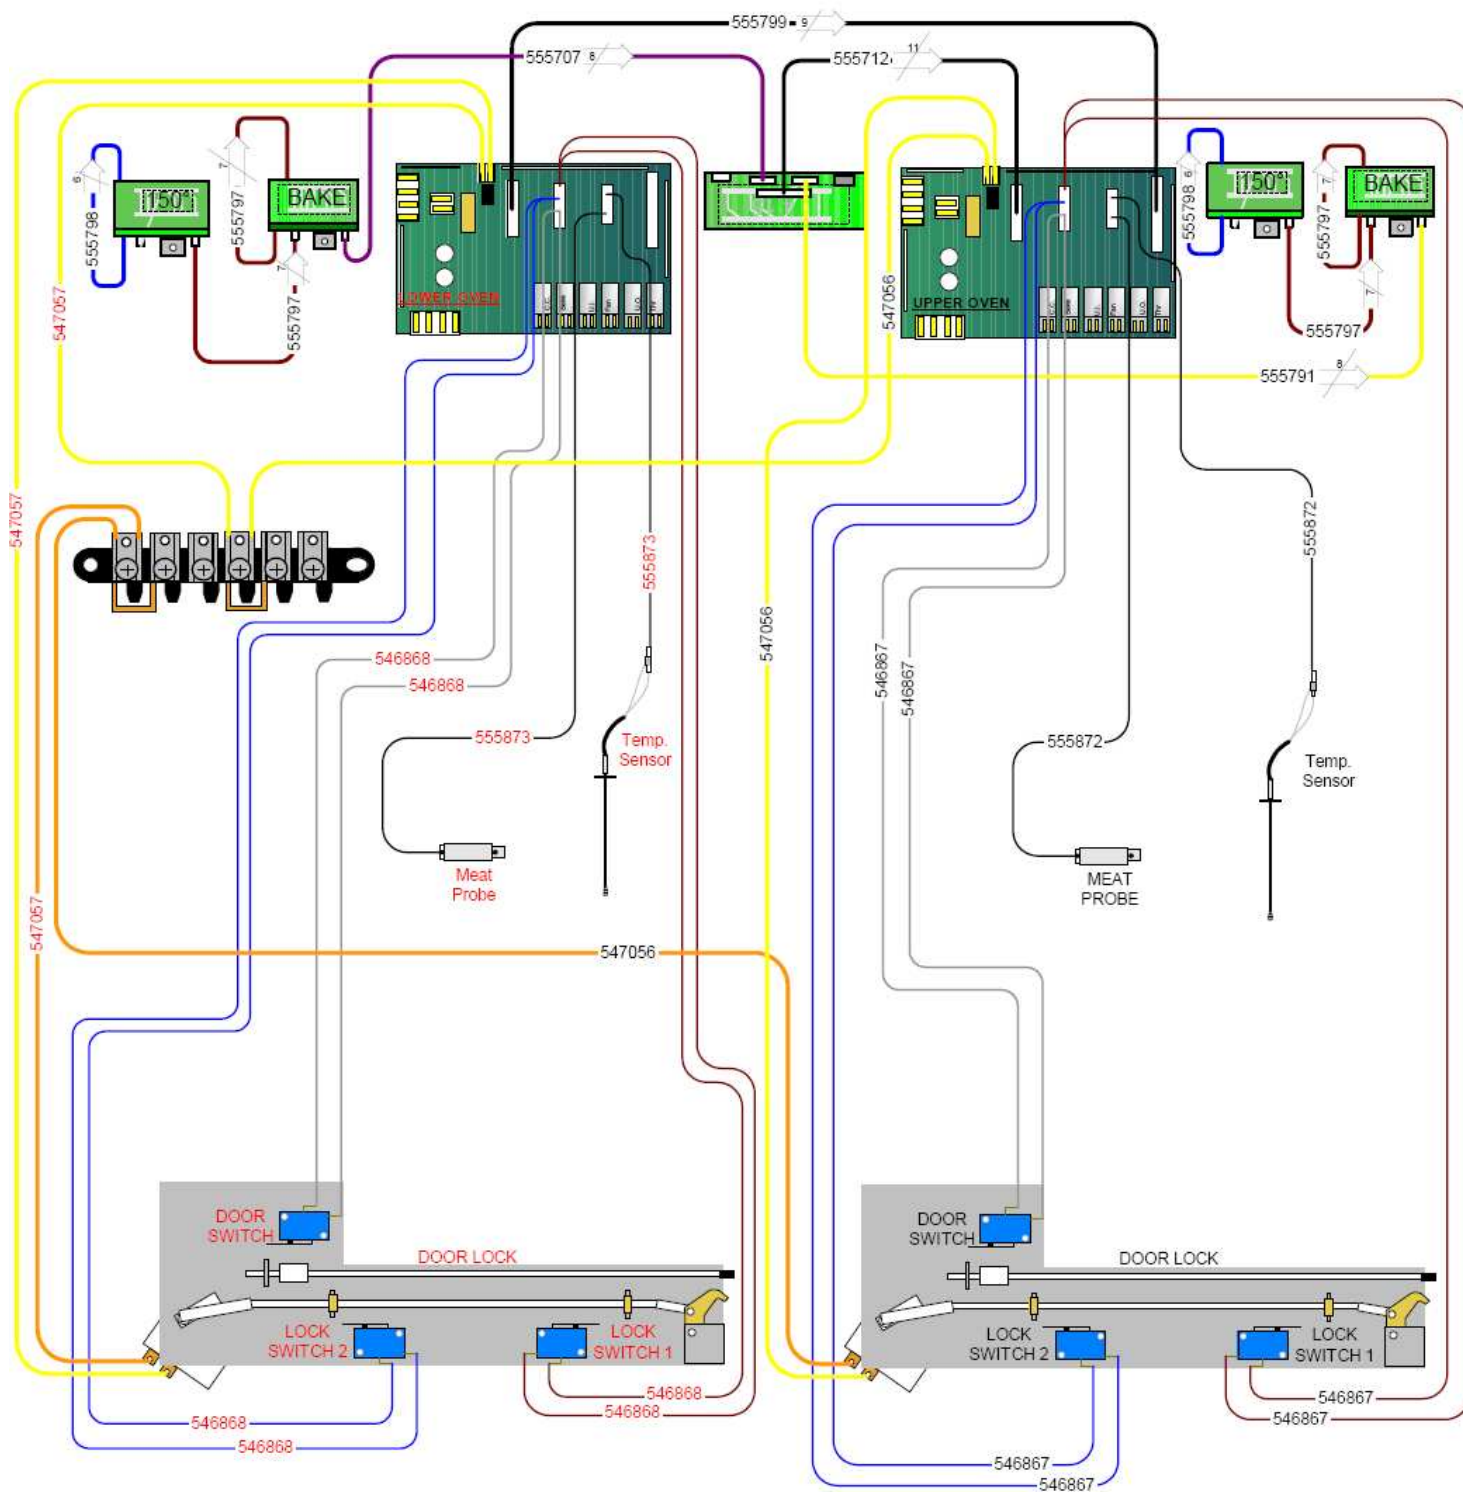 555799
9
555707
8
555712
11
6
555798
150°
7
555797
BAKE
7
555797
547057
LOWER OVEN
C.C.
Bake
U.I.
Fan
U.O.
547056
UPPER OVEN
C.C.
Bake
U.I.
Fan
U.O.
6
555798
150°
7
555797
BAKE
7
555797
555791
8
547057
555873
555872
546868
546868
547056
546867
546867
555873
Temp.
Sensor
555872
Temp.
Sensor
Meat
Probe
MEAT
PROBE
547057
547056
DOOR
SWITCH
DOOR LOCK
LOCK
SWITCH 2
LOCK
SWITCH 1
546868
546868
546868
546868
DOOR
SWITCH
DOOR LOCK
LOCK
SWITCH 2
LOCK
SWITCH 1
546867
546867
546867
546867